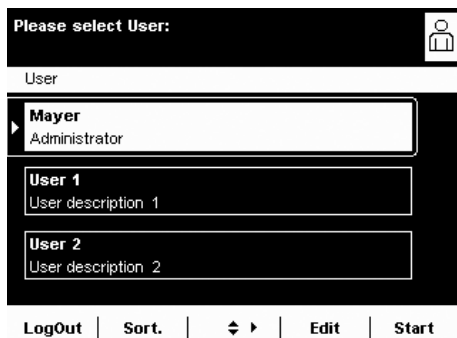 Please select User:
User
Mayer
Administrator
User 1
User description 1
User 2
User description 2
LogOut Sort. Edit Start